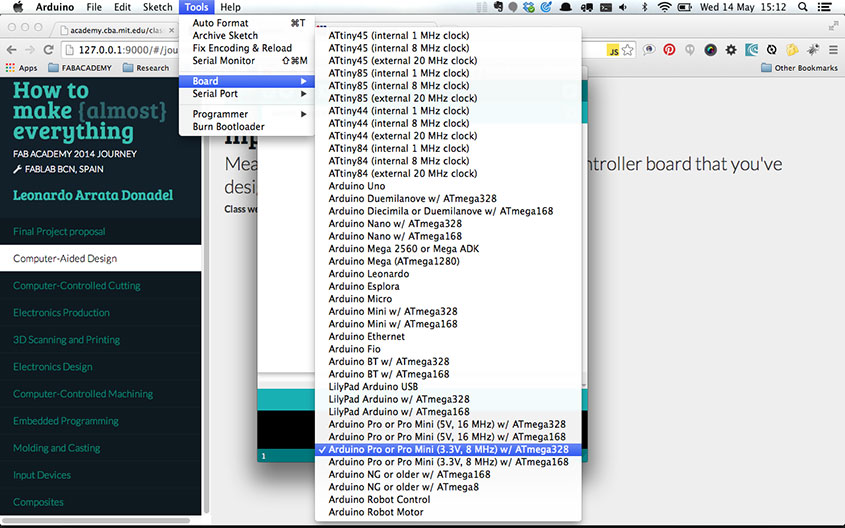 Arduino File Edit Sketch Tools Help Wed 14 May 15:12
Auto Format ⌘T
Archive Sketch
Fix Encoding & Reload
Serial Monitor ⇧⌘M
Board
Serial Port
Programmer
Burn Bootloader
ATtiny45 (internal 1 MHz clock)
ATtiny45 (internal 8 MHz clock)
ATtiny45 (external 20 MHz clock)
ATtiny85 (internal 1 MHz clock)
ATtiny85 (internal 8 MHz clock)
ATtiny85 (external 20 MHz clock)
ATtiny44 (internal 1 MHz clock)
ATtiny44 (internal 8 MHz clock)
ATtiny44 (external 20 MHz clock)
ATtiny84 (internal 1 MHz clock)
ATtiny84 (internal 8 MHz clock)
ATtiny84 (external 20 MHz clock)
Arduino Uno
Arduino Duemilanove w/ ATmega328
Arduino Diecimila or Duemilanove w/ ATmega168
Arduino Nano w/ ATmega328
Arduino Nano w/ ATmega168
Arduino Mega 2560 or Mega ADK
Arduino Mega (ATmega1280)
Arduino Leonardo
Arduino Esplora
Arduino Micro
Arduino Mini w/ ATmega328
Arduino Mini w/ ATmega168
Arduino Ethernet
Arduino Fio
Arduino BT w/ ATmega328
Arduino BT w/ ATmega168
LilyPad Arduino USB
LilyPad Arduino w/ ATmega328
LilyPad Arduino w/ ATmega168
Arduino Pro or Pro Mini (5V, 16 MHz) w/ ATmega328
Arduino Pro or Pro Mini (5V, 16 MHz) w/ ATmega168
✓ Arduino Pro or Pro Mini (3.3V, 8 MHz) w/ ATmega328
Arduino Pro or Pro Mini (3.3V, 8 MHz) w/ ATmega168
Arduino NG or older w/ ATmega168
Arduino NG or older w/ ATmega8
Arduino Robot Control
Arduino Robot Motor
academy.cba.mit.edu/clas
127.0.0.1:9000/#/jou
JS
Apps FABACADEMY Research Other Bookmarks
How to
make {almost}
everything
FAB ACADEMY 2014 JOURNEY
FABLAB BCN, SPAIN
Leonardo Arrata Donadel
Final Project proposal
Computer-Aided Design
Computer-Controlled Cutting
Electronics Production
3D Scanning and Printing
Electronics Design
Computer-Controlled Machining
Embedded Programming
Molding and Casting
Input Devices
Composites
Mea ntroller board that you've
desi
Class we
1